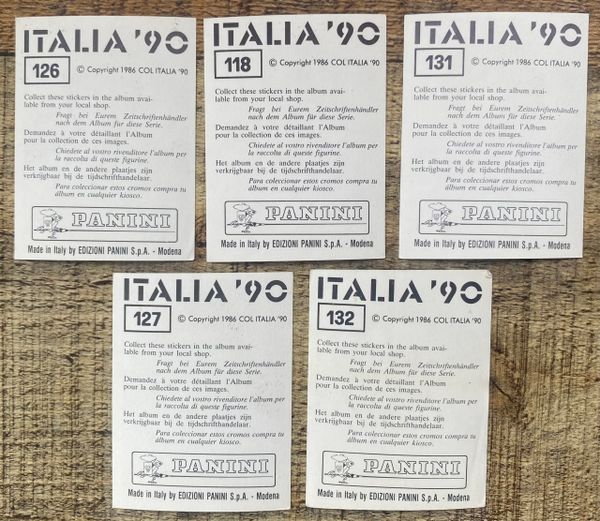 ITALIA '90
126
© Copyright 1986 COL ITALIA '90
Collect these stickers in the album avai-
lable from your local shop.
Fragt bei Eurem Zeitschriftenhändler
nach dem Album für diese Serie.
Demandez à votre détaillant l'Album
pour la collection de ces images.
Chiedete al vostro rivenditore l'album per
la raccolta di queste figurine.
Het album en de andere plaatjes zijn
verkrijgbaar bij de tijdschrifthandelaar.
Para coleccionar estos cromos compra tu
álbum en cualquier kiosco.
PANINI
Made in Italy by EDIZIONI PANINI S.p.A. - Modena
ITALIA '90
118
© Copyright 1986 COL ITALIA '90
Collect these stickers in the album avai-
lable from your local shop.
Fragt bei Eurem Zeitschriftenhändler
nach dem Album für diese Serie.
Demandez à votre détaillant l'Album
pour la collection de ces images.
Chiedete al vostro rivenditore l'album per
la raccolta di queste figurine.
Het album en de andere plaatjes zijn
verkrijgbaar bij de tijdschrifthandelaar.
Para coleccionar estos cromos compra tu
álbum en cualquier kiosco.
PANINI
Made in Italy by EDIZIONI PANINI S.p.A. - Modena
ITALIA '90
131
© Copyright 1986 COL ITALIA '90
Collect these stickers in the album avai-
lable from your local shop.
Fragt bei Eurem Zeitschriftenhändler
nach dem Album für diese Serie.
Demandez à votre détaillant l'Album
pour la collection de ces images.
Chiedete al vostro rivenditore l'album per
la raccolta di queste figurine.
Het album en de andere plaatjes zijn
verkrijgbaar bij de tijdschrifthandelaar.
Para coleccionar estos cromos compra tu
álbum en cualquier kiosco.
PANINI
Made in Italy by EDIZIONI PANINI S.p.A. - Modena
ITALIA '90
127
© Copyright 1986 COL ITALIA '90
Collect these stickers in the album avai-
lable from your local shop.
Fragt bei Eurem Zeitschriftenhändler
nach dem Album für diese Serie.
Demandez à votre détaillant l'Album
pour la collection de ces images.
Chiedete al vostro rivenditore l'album per
la raccolta di queste figurine.
Het album en de andere plaatjes zijn
verkrijgbaar bij de tijdschrifthandelaar.
Para coleccionar estos cromos compra tu
álbum en cualquier kiosco.
PANINI
Made in Italy by EDIZIONI PANINI S.p.A. - Modena
ITALIA '90
132
© Copyright 1986 COL ITALIA '90
Collect these stickers in the album avai-
lable from your local shop.
Fragt bei Eurem Zeitschriftenhändler
nach dem Album für diese Serie.
Demandez à votre détaillant l'Album
pour la collection de ces images.
Chiedete al vostro rivenditore l'album per
la raccolta di queste figurine.
Het album en de andere plaatjes zijn
verkrijgbaar bij de tijdschrifthandelaar.
Para coleccionar estos cromos compra tu
álbum en cualquier kiosco.
PANINI
Made in Italy by EDIZIONI PANINI S.p.A. - Modena